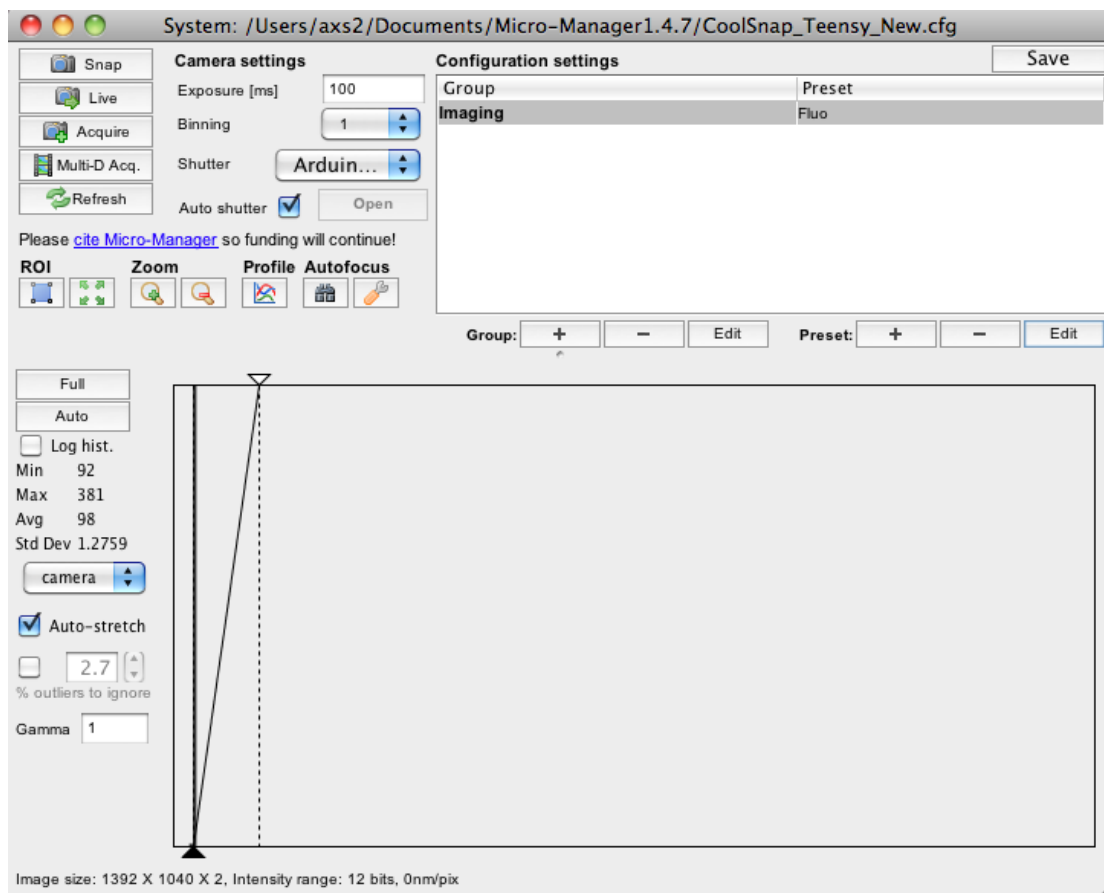 System: /Users/axs2/Documents/Micro-Manager1.4.7/CoolSnap_Teensy_New.cfg
Snap
Live
Acquire
Multi-D Acq.
Refresh
Camera settings
Exposure [ms] 100
Binning 1
Shutter Arduin...
Auto shutter Open
Configuration settings Save
Group Preset
Imaging Fluo
Please cite Micro-Manager so funding will continue!
ROI Zoom Profile Autofocus
Group: + - Edit Preset: + - Edit
Full
Auto
Log hist.
Min 92
Max 381
Avg 98
Std Dev 1.2759
camera
Auto-stretch
2.7
% outliers to ignore
Gamma 1
Image size: 1392 X 1040 X 2, Intensity range: 12 bits, 0nm/pix